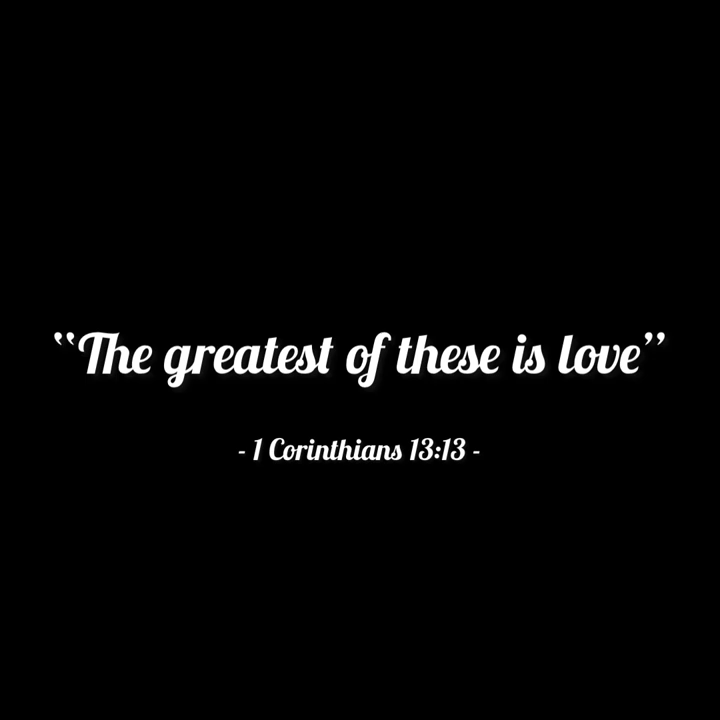 “The greatest of these is love”
- 1 Corinthians 13:13 -